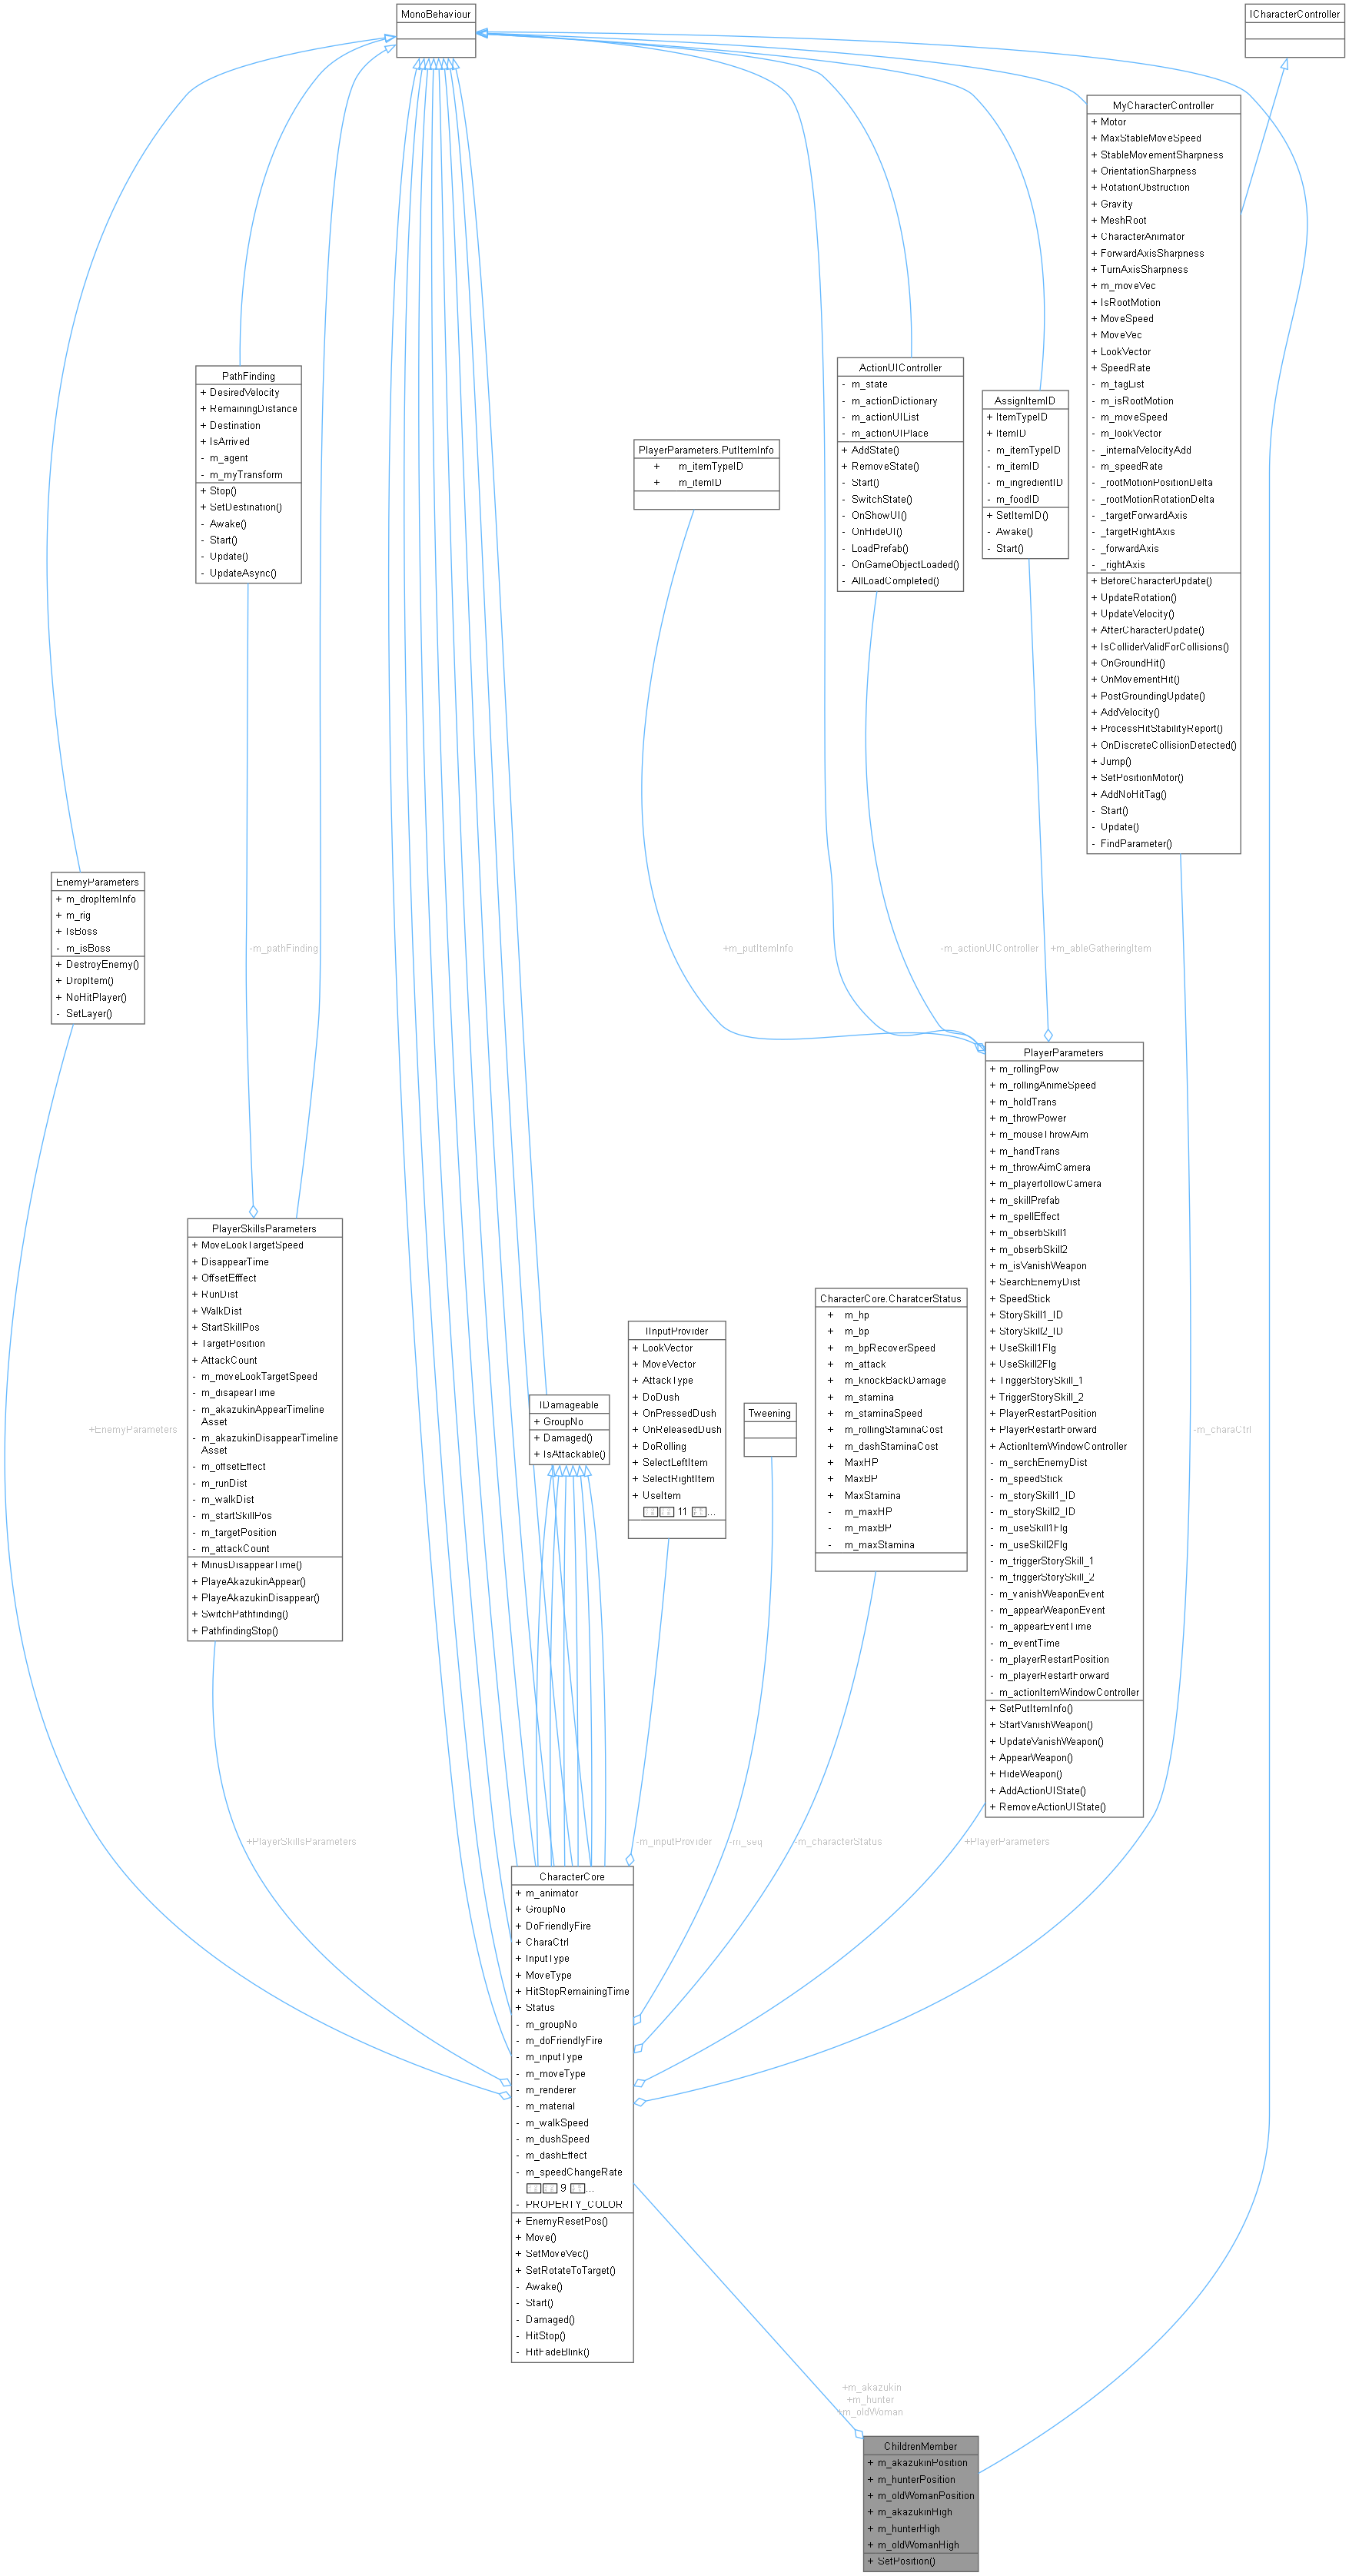 MonoBehaviour
ICharacterController
MyCharacterController
+ Motor
+ MaxStableMoveSpeed
+ StableMovementSharpness
+ OrientationSharpness
+ RotationObstruction
+ Gravity
+ MeshRoot
+ CharacterAnimator
+ ForwardAxisSharpness
+ TurnAxisSharpness
+ m_moveVec
+ IsRootMotion
+ MoveSpeed
+ MoveVec
+ LookVector
+ SpeedRate
- m_tagList
- m_isRootMotion
- m_moveSpeed
- m_lookVector
- _internalVelocityAdd
- m_speedRate
- _rootMotionPositionDelta
- _rootMotionRotationDelta
- _targetForwardAxis
- _targetRightAxis
- _forwardAxis
- _rightAxis
+ BeforeCharacterUpdate()
+ UpdateRotation()
+ UpdateVelocity()
+ AfterCharacterUpdate()
+ IsColliderValidForCollisions()
+ OnGroundHit()
+ OnMovementHit()
+ PostGroundingUpdate()
+ AddVelocity()
+ ProcessHitStabilityReport()
+ OnDiscreteCollisionDetected()
+ Jump()
+ SetPositionMotor()
+ AddNoHitTag()
- Start()
- Update()
- FindParameter()
PathFinding
+ DesiredVelocity
+ RemainingDistance
+ Destination
+ IsArrived
- m_agent
- m_myTransform
+ Stop()
+ SetDestination()
- Awake()
- Start()
- Update()
- UpdateAsync()
ActionUIController
- m_state
- m_actionDictionary
- m_actionUIList
- m_actionUIPlace
+ AddState()
+ RemoveState()
- Start()
- SwitchState()
- OnShowUI()
- OnHideUI()
- LoadPrefab()
- OnGameObjectLoaded()
- AllLoadCompleted()
AssignItemID
+ ItemTypeID
+ ItemID
- m_itemTypeID
- m_itemID
- m_ingredientID
- m_foodID
+ SetItemID()
- Awake()
- Start()
PlayerParameters.PutItemInfo
+ m_itemTypeID
+ m_itemID
EnemyParameters
+ m_dropItemInfo
+ m_rig
+ IsBoss
- m_isBoss
+ DestroyEnemy()
+ DropItem()
+ NoHitPlayer()
- SetLayer()
-m_pathFinding
+m_putItemInfo
-m_actionUIController
+m_ableGatheringItem
PlayerParameters
+ m_rollingPow
+ m_rollingAnimeSpeed
+ m_holdTrans
+ m_throwPower
+ m_mouseThrowAim
+ m_handTrans
+ m_throwAimCamera
+ m_playerfollowCamera
+ m_skillPrefab
+ m_spellEffect
+ m_obserbSkill1
+ m_obserbSkill2
+ m_isVanishWeapon
+ SearchEnemyDist
+ SpeedStick
+ StorySkill1_ID
+ StorySkill2_ID
+ UseSkill1Flg
+ UseSkill2Flg
+ TriggerStorySkill_1
+ TriggerStorySkill_2
+ PlayerRestartPosition
+ PlayerRestartForward
+ ActionItemWindowController
- m_serchEnemyDist
- m_speedStick
- m_storySkill1_ID
- m_storySkill2_ID
- m_useSkill1Flg
- m_useSkill2Flg
- m_triggerStorySkill_1
- m_triggerStorySkill_2
- m_vanishWeaponEvent
- m_appearWeaponEvent
- m_appearEventTime
- m_eventTime
- m_playerRestartPosition
- m_playerRestartForward
- m_actionItemWindowController
+ SetPutItemInfo()
+ StartVanishWeapon()
+ UpdateVanishWeapon()
+ AppearWeapon()
+ HideWeapon()
+ AddActionUIState()
+ RemoveActionUIState()
PlayerSkillsParameters
+ MoveLookTargetSpeed
+ DisappearTime
+ OffsetEfffect
+ RunDist
+ WalkDist
+ StartSkillPos
+ TargetPosition
+ AttackCount
- m_moveLookTargetSpeed
- m_disapearTime
- m_akazukinAppearTimeline
Asset
- m_akazukinDisappearTimeline
Asset
- m_offsetEffect
- m_runDist
- m_walkDist
- m_startSkillPos
- m_targetPosition
- m_attackCount
+ MinusDisappearTime()
+ PlayeAkazukinAppear()
+ PlayeAkazukinDisappear()
+ SwitchPathfinding()
+ PathfindingStop()
CharacterCore.CharatcerStatus
+ m_hp
+ m_bp
+ m_bpRecoverSpeed
+ m_attack
+ m_knockBackDamage
+ m_stamina
+ m_staminaSpeed
+ m_rollingStaminaCost
+ m_dashStaminaCost
+ MaxHP
+ MaxBP
+ MaxStamina
- m_maxHP
- m_maxBP
- m_maxStamina
IInputProvider
+ LookVector
+ MoveVector
+ AttackType
+ DoDush
+ OnPressedDush
+ OnReleasedDush
+ DoRolling
+ SelectLeftItem
+ SelectRightItem
+ UseItem
11 ...
IDamageable
+ GroupNo
+ Damaged()
+ IsAttackable()
Tweening
+EnemyParameters
-m_charaCtrl
+PlayerSkillsParameters
-m_inputProvider
-m_seq
-m_characterStatus
+PlayerParameters
CharacterCore
+ m_animator
+ GroupNo
+ DoFriendlyFire
+ CharaCtrl
+ InputType
+ MoveType
+ HitStopRemainingTime
+ Status
- m_groupNo
- m_doFriendlyFire
- m_inputType
- m_moveType
- m_renderer
- m_material
- m_walkSpeed
- m_dushSpeed
- m_dashEffect
- m_speedChangeRate
9 ...
- PROPERTY_COLOR
+ EnemyResetPos()
+ Move()
+ SetMoveVec()
+ SetRotateToTarget()
- Awake()
- Start()
- Damaged()
- HitStop()
- HitFadeBlink()
+m_akazukin
+m_hunter
+m_oldWoman
ChildrenMember
+ m_akazukinPosition
+ m_hunterPosition
+ m_oldWomanPosition
+ m_akazukinHigh
+ m_hunterHigh
+ m_oldWomanHigh
+ SetPosition()